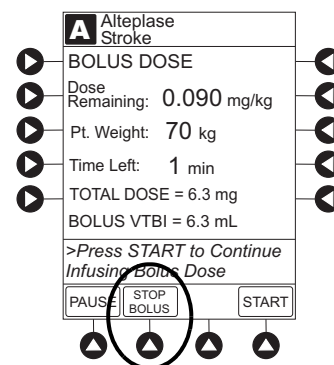 A Alteplase
Stroke
BOLUS DOSE
Dose
Remaining: 0.090 mg/kg
Pt. Weight: 70 kg
Time Left: 1 min
TOTAL DOSE = 6.3 mg
BOLUS VTBI = 6.3 mL
>Press START to Continue
Infusing Bolus Dose
PAUSE STOP BOLUS START